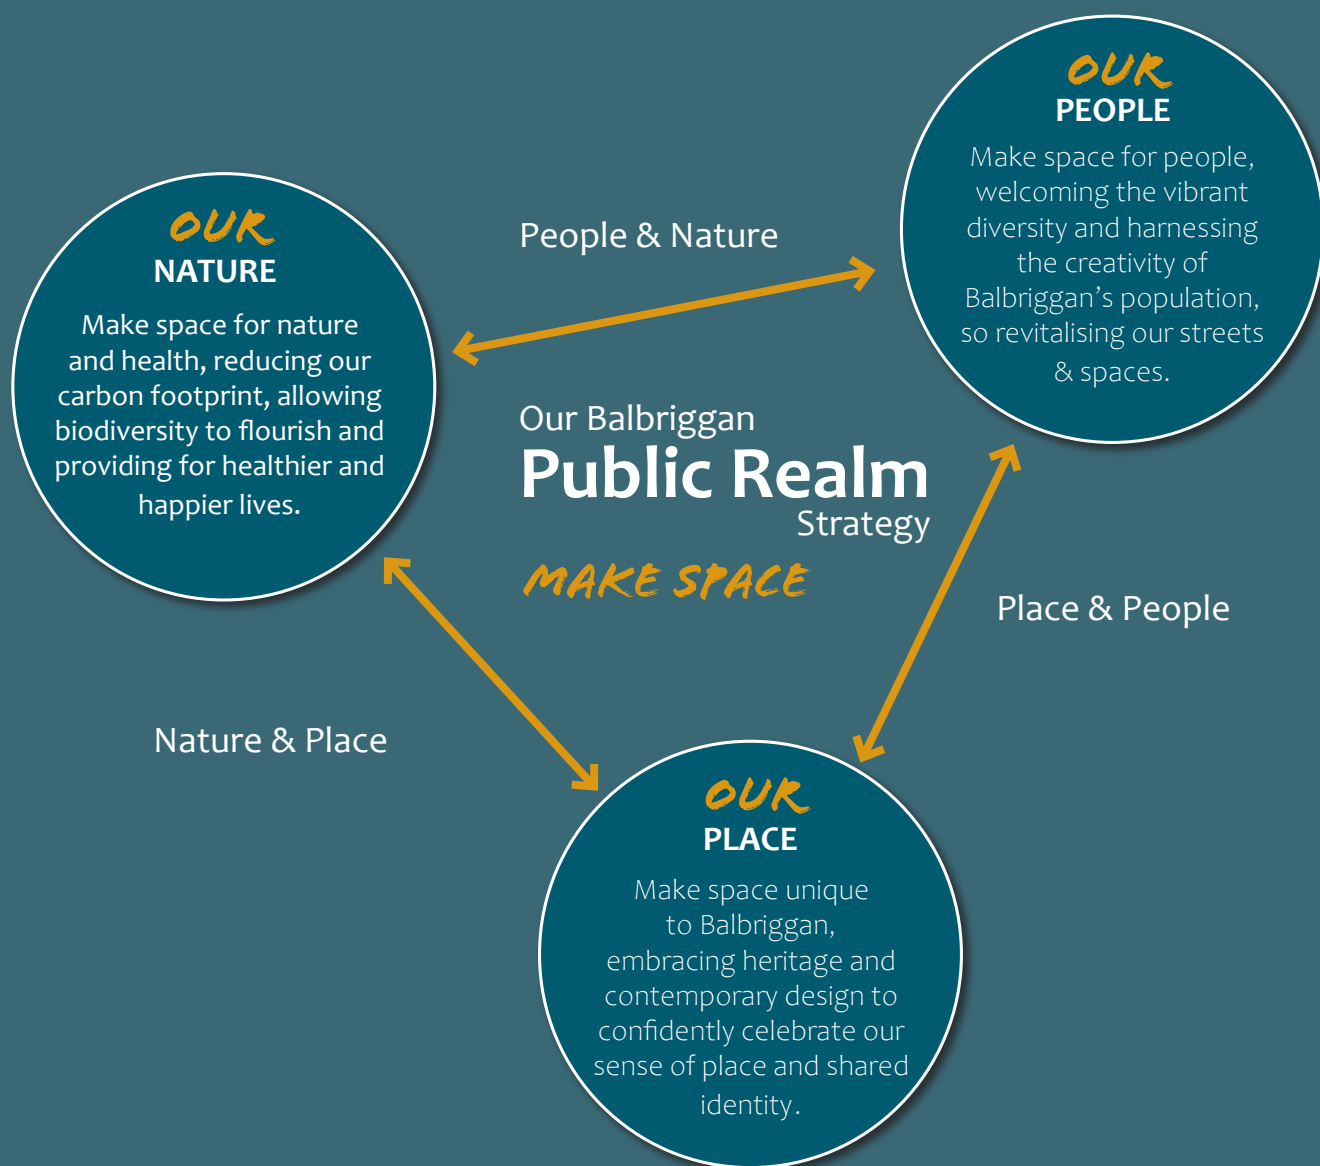 OUR
PEOPLE
Make space for people,
welcoming the vibrant
diversity and harnessing
the creativity of
Balbriggan’s population,
so revitalising our streets
& spaces.
OUR
NATURE
Make space for nature
and health, reducing our
carbon footprint, allowing
biodiversity to flourish and
providing for healthier and
happier lives.
People & Nature
Our Balbriggan
Public Realm
Strategy
MAKE SPACE
Place & People
Nature & Place
OUR
PLACE
Make space unique
to Balbriggan,
embracing heritage and
contemporary design to
confidently celebrate our
sense of place and shared
identity.